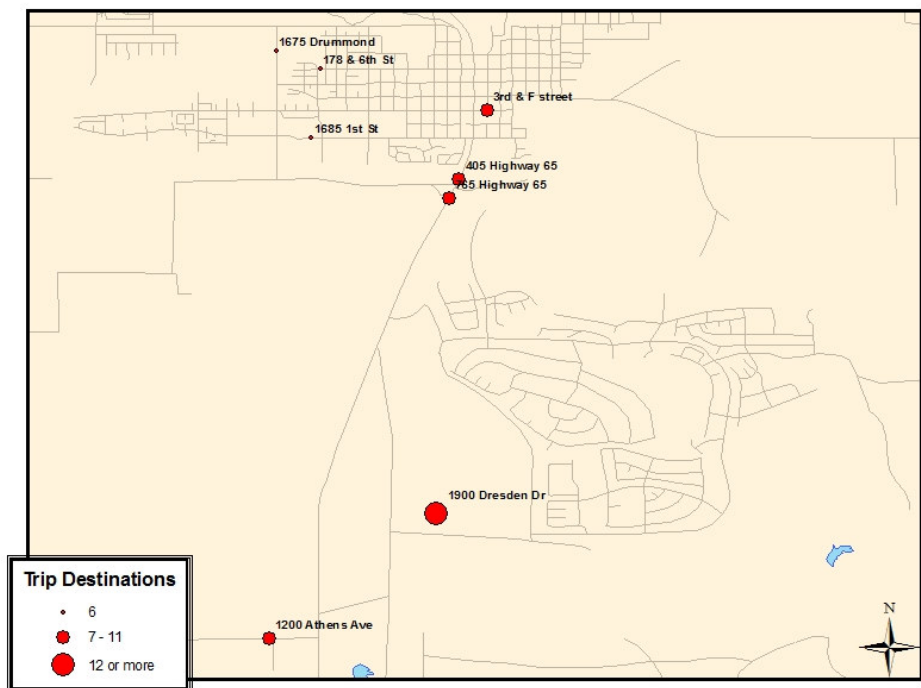 1675 Drummond
178 & 6th St
3rd & F street
1685 1st St
405 Highway 65
765 Highway 65
1900 Dresden Dr
1200 Athens Ave
Trip Destinations
6
7 - 11
12 or more
N